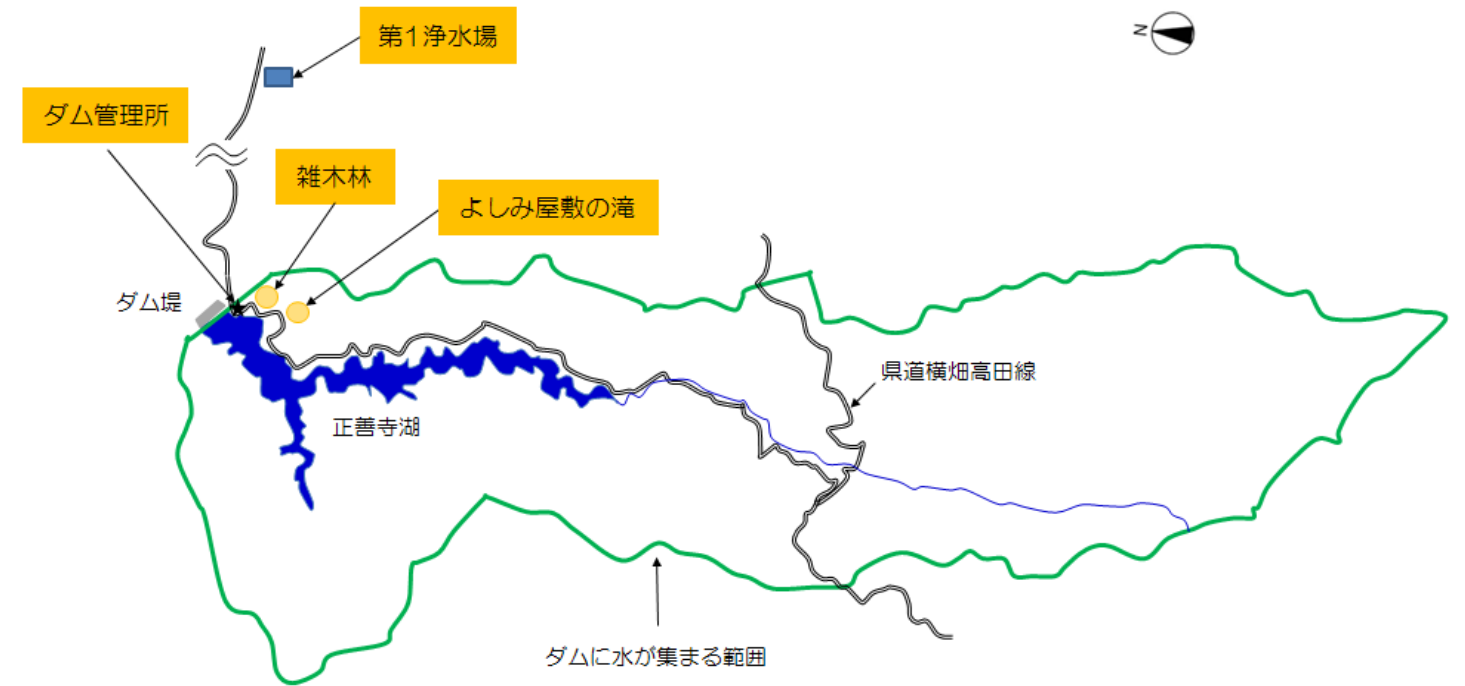 第1浄水場
N
ダム管理所
雑木林
よしみ屋敷の滝
ダム堤
県道横畑高田線
正善寺湖
ダムに水が集まる範囲